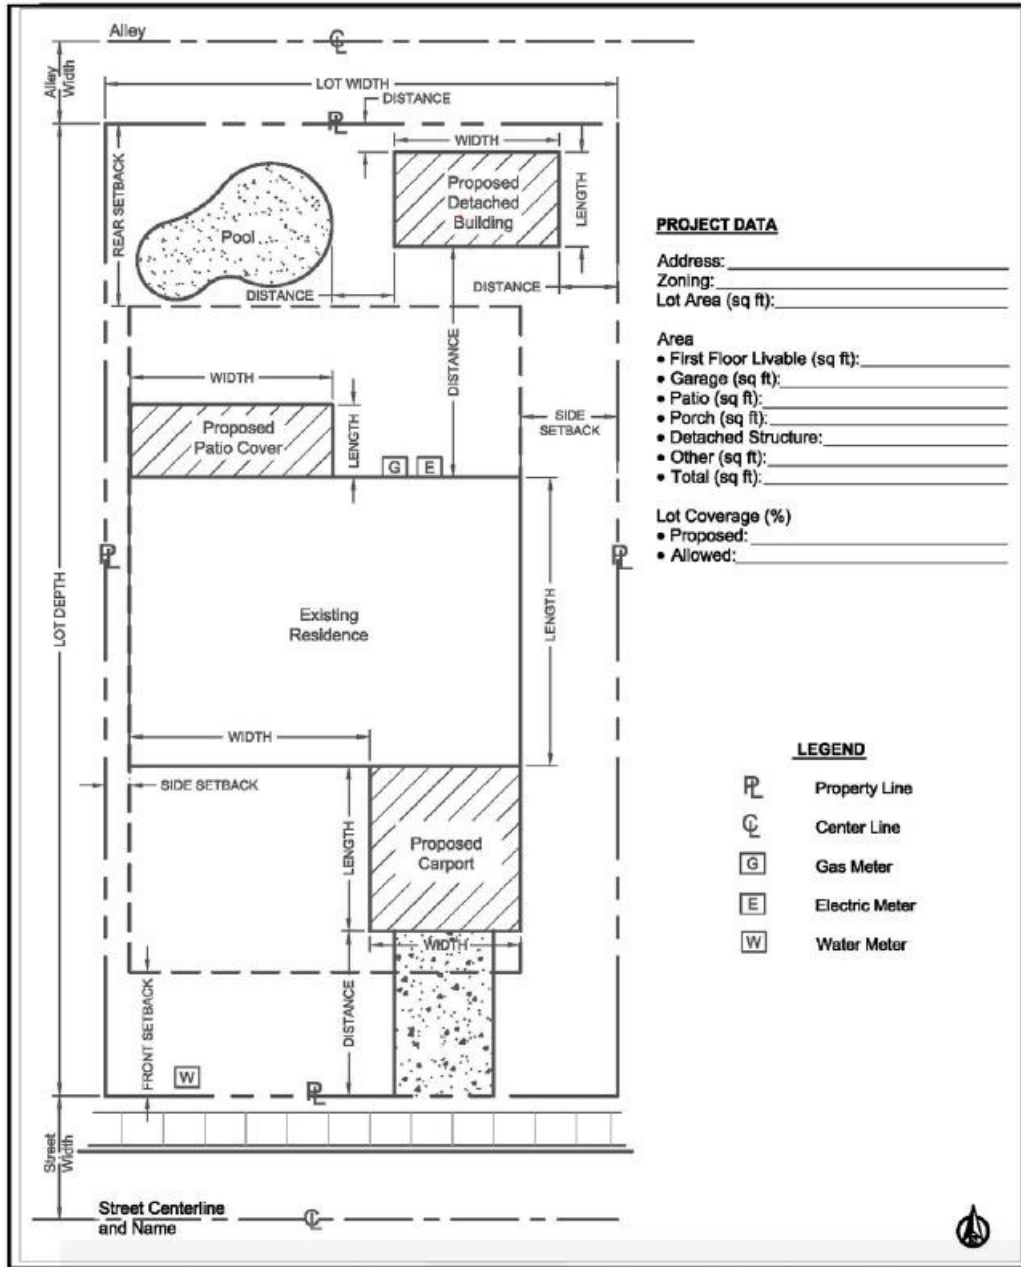 Alley
CL
Alley
Width
LOT WIDTH
DISTANCE
PL
WIDTH
REAR SETBACK
Proposed
Detached
Building
LENGTH
Pool
DISTANCE
DISTANCE
DISTANCE
WIDTH
Proposed
Patio Cover
LENGTH
SIDE
SETBACK
G
E
PL
PL
LOT DEPTH
Existing
Residence
LENGTH
WIDTH
SIDE SETBACK
Proposed
Carport
LENGTH
WIDTH
FRONT SETBACK
DISTANCE
W
PL
Street
Width
Street Centerline
and Name
CL
PROJECT DATA
Address:
Zoning:
Lot Area (sq ft):
Area
• First Floor Livable (sq ft):
• Garage (sq ft):
• Patio (sq ft):
• Porch (sq ft):
• Detached Structure:
• Other (sq ft):
• Total (sq ft):
Lot Coverage (%)
• Proposed:
• Allowed:
LEGEND
PL Property Line
CL Center Line
G Gas Meter
E Electric Meter
W Water Meter